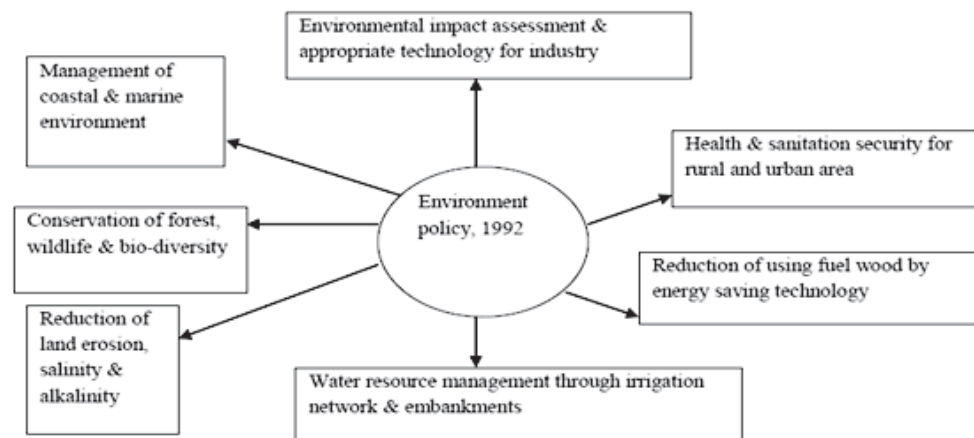 Environmental impact assessment &
appropriate technology for industry
Management of
coastal & marine
environment
Health & sanitation security for
rural and urban area
Environment
policy, 1992
Conservation of forest,
wildlife & bio-diversity
Reduction of using fuel wood by
energy saving technology
Reduction of
land erosion,
salinity &
alkalinity
Water resource management through irrigation
network & embankments